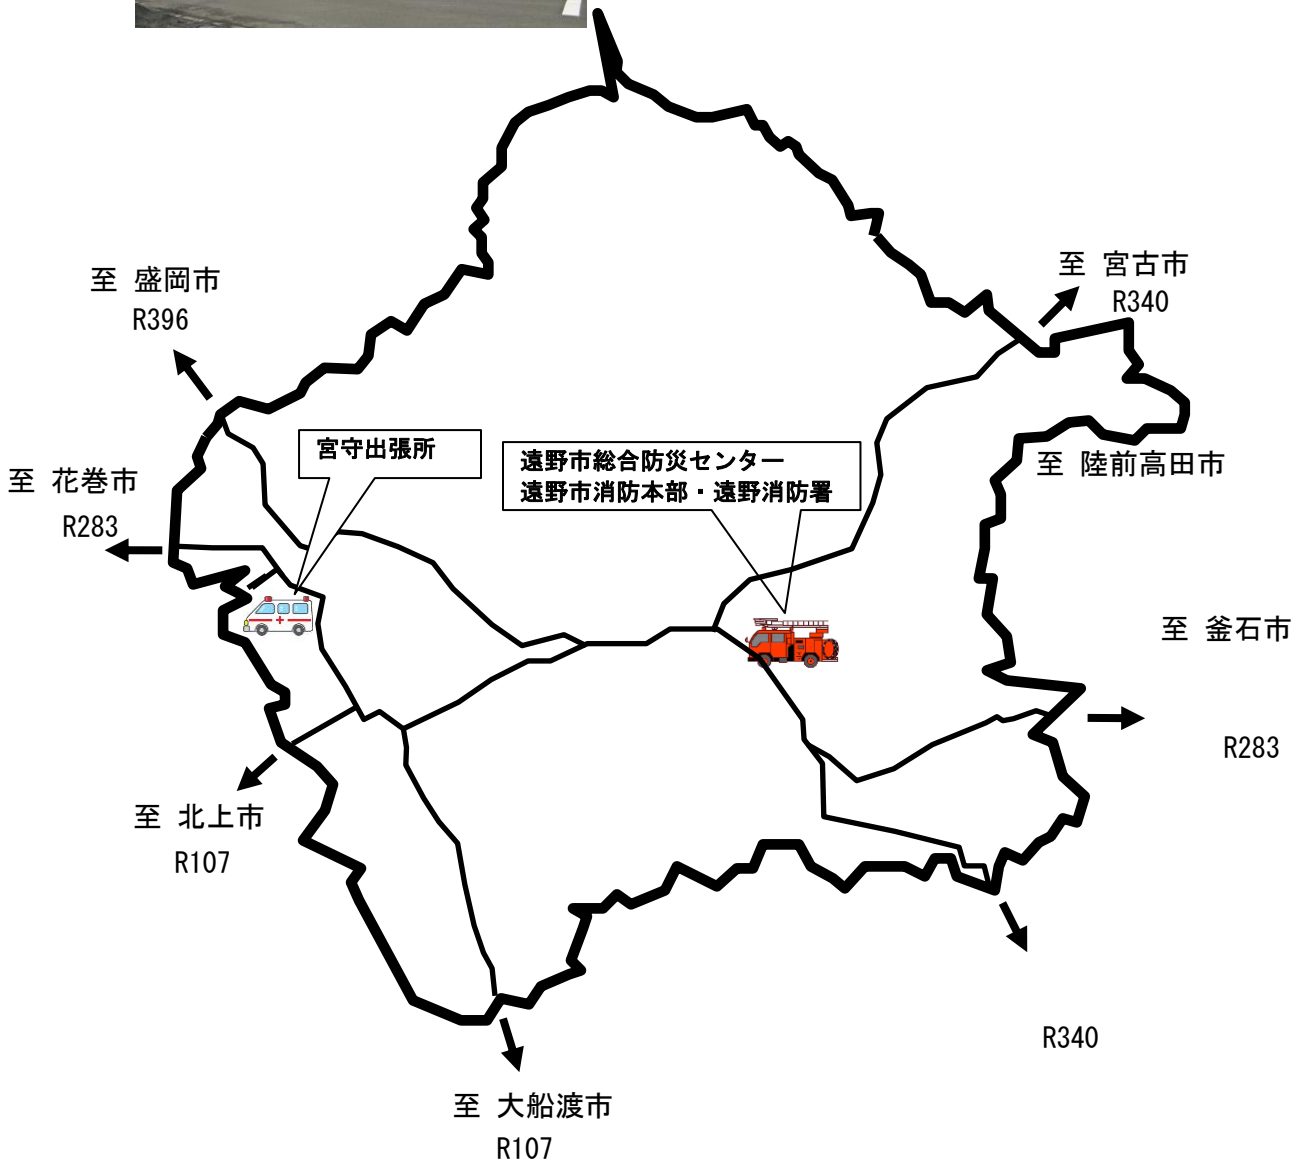 至 宮古市
R340
至 盛岡市
R396
宮守出張所
遠野市総合防災センター
遠野市消防本部・遠野消防署
至 陸前高田市
至 花巻市
R283
至 釜石市
R283
至 北上市
R107
R340
至 大船渡市
R107